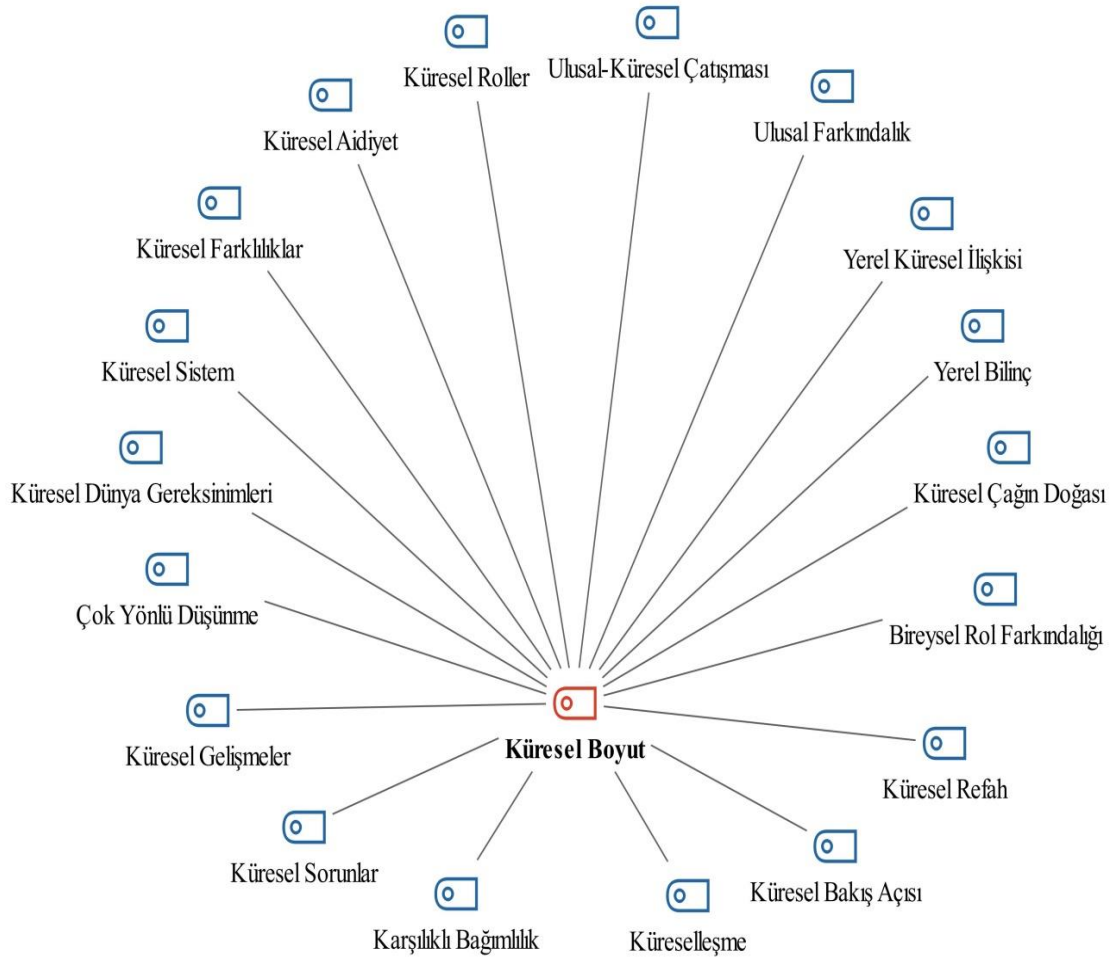 Ulusal-Küresel Çatışması
Küresel Roller
Ulusal Farkındalık
Küresel Aidiyet
Küresel Farklılıklar
Yerel Küresel İlişkisi
Küresel Sistem
Yerel Bilinç
Küresel Dünya Gereksinimleri
Küresel Çağın Doğası
Çok Yönlü Düşünme
Bireysel Rol Farkındalığı
Küresel Boyut
Küresel Gelişmeler
Küresel Refah
Küresel Sorunlar
Küresel Bakış Açısı
Karşılıklı Bağımlılık
Küreselleşme